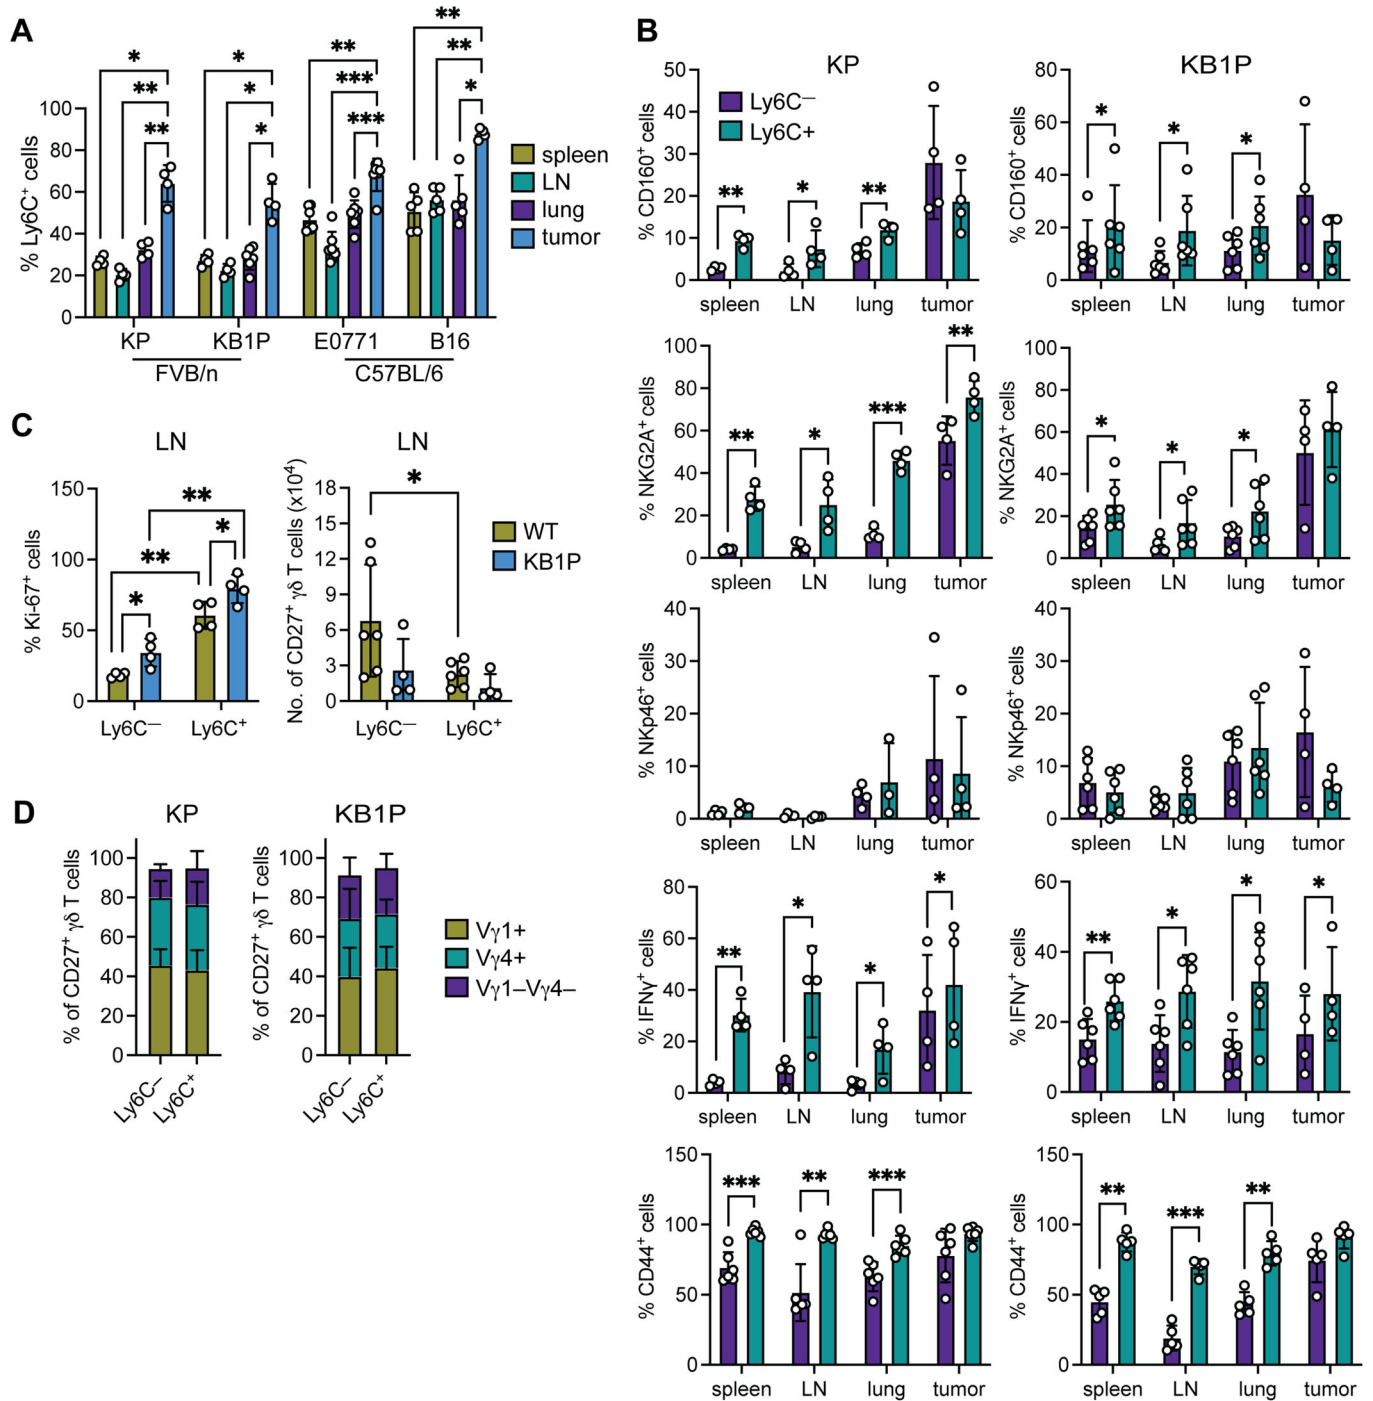 A
** 
* * ** **
** * *** *
** * ***
% Ly6C⁺ cells
100
80
60
40
20
0
KP KB1P E0771 B16
FVB/n C57BL/6
spleen
LN
lung
tumor
B
KP
% CD160⁺ cells
50
40
30
20
10
0
Ly6C—
Ly6C+
** * **
spleen LN lung tumor
KB1P
% CD160⁺ cells
80
60
40
20
0
* * *
spleen LN lung tumor
% NKG2A⁺ cells
100
80
60
40
20
0
** * *** **
spleen LN lung tumor
% NKG2A⁺ cells
100
80
60
40
20
0
* * *
spleen LN lung tumor
% NKp46⁺ cells
40
30
20
10
0
spleen LN lung tumor
% NKp46⁺ cells
40
30
20
10
0
spleen LN lung tumor
% IFNγ⁺ cells
80
60
40
20
0
** * * *
spleen LN lung tumor
% IFNγ⁺ cells
60
40
20
0
** * * *
spleen LN lung tumor
% CD44⁺ cells
150
100
50
0
*** ** ***
spleen LN lung tumor
% CD44⁺ cells
150
100
50
0
** *** **
spleen LN lung tumor
C
LN
% Ki-67⁺ cells
150
100
50
0
**
** *
*
Ly6C— Ly6C⁺
LN
No. of CD27⁺ γδ T cells (x10⁴)
18
15
12
9
6
3
0
*
Ly6C— Ly6C⁺
WT
KB1P
D
KP
% of CD27⁺ γδ T cells
100
80
60
40
20
0
Ly6C–
Ly6C⁺
KB1P
% of CD27⁺ γδ T cells
100
80
60
40
20
0
Ly6C–
Ly6C⁺
Vγ1+
Vγ4+
Vγ1–Vγ4–